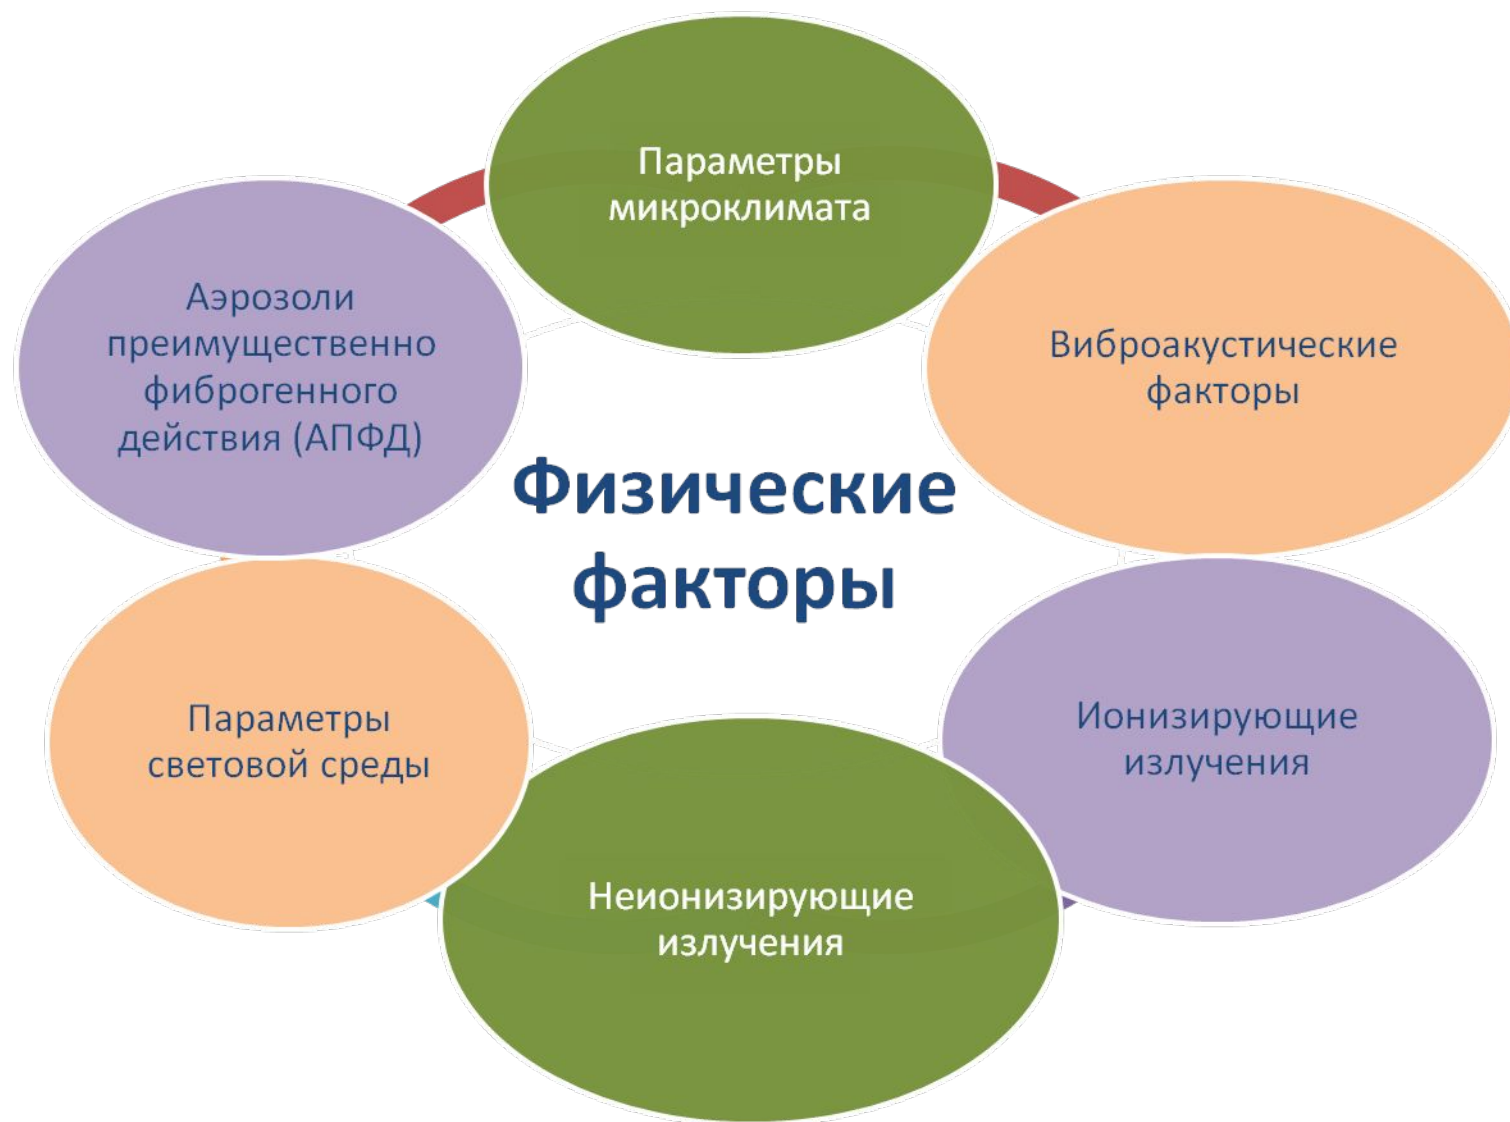 Параметры
микроклимата
Аэрозоли
преимущественно
фиброгенного
действия (АПФД)
Виброакустические
факторы
Физические
факторы
Параметры
световой среды
Ионизирующие
излучения
Неионизирующие
излучения